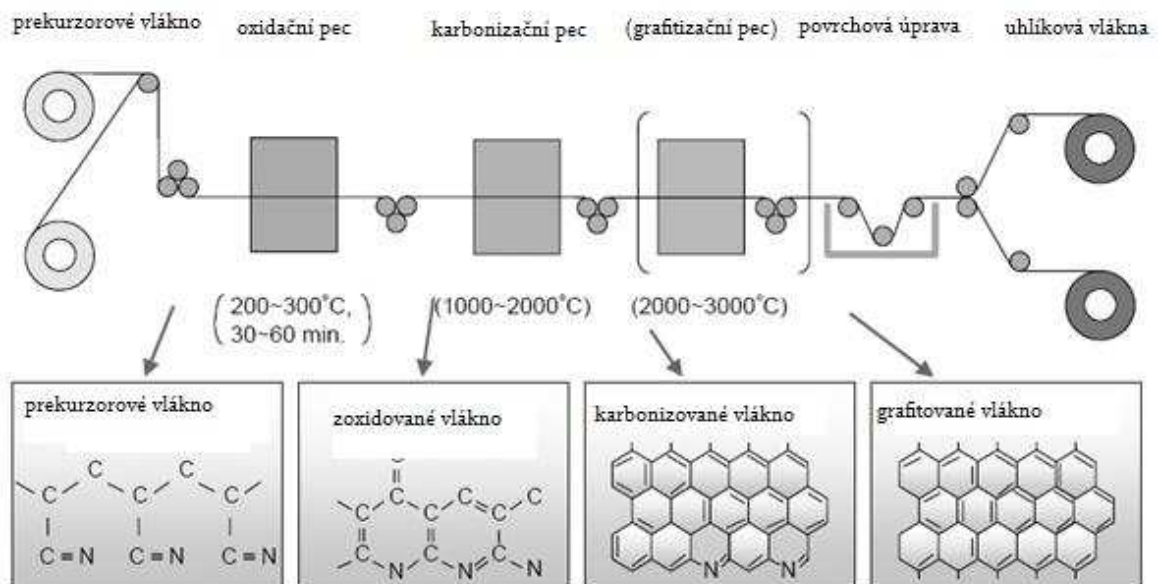 prekurzorové vlákno oxidační pec karbonizační pec (grafitizační pec) povrchová úprava uhlíková vlákna
(200~300°C, 30~60 min.) (1000~2000°C) (2000~3000°C)
prekurzorové vlákno
zoxidované vlákno
karbonizované vlákno
grafitované vlákno
C C
C C C
C≡N C≡N C≡N
C C C
C C C
C C C
N N N
N N